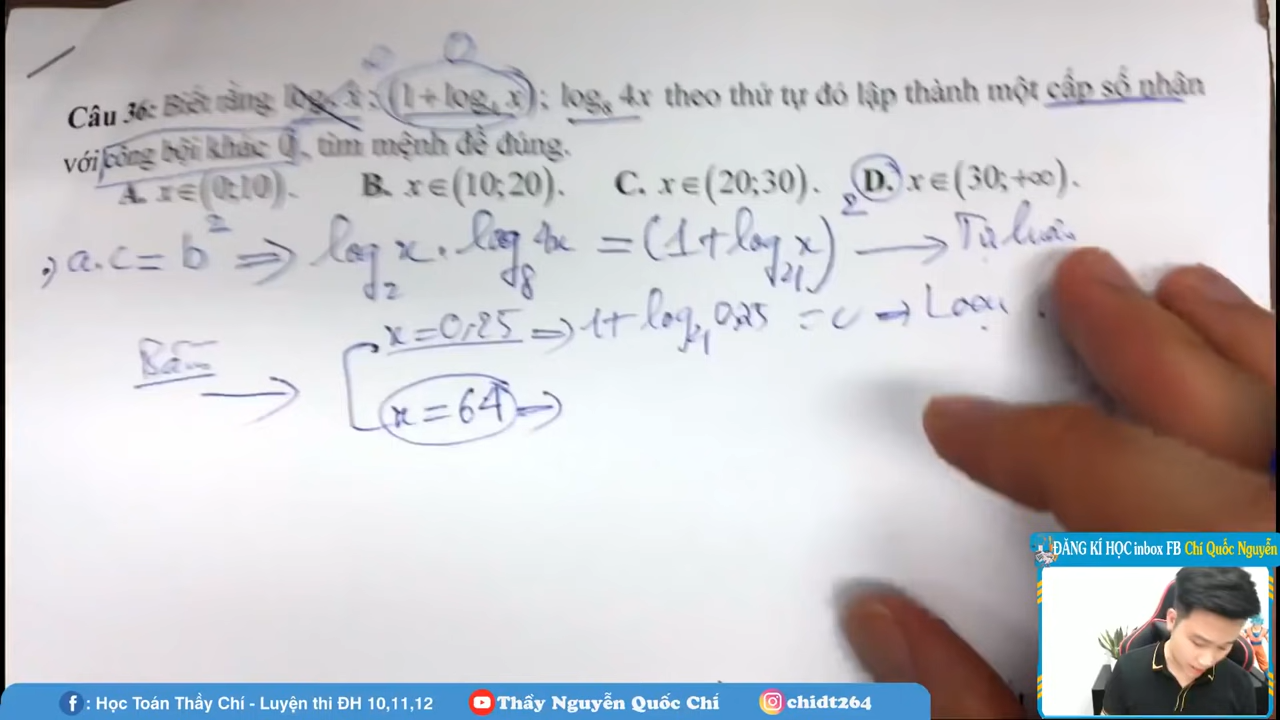 Câu 36: Biết rằng log₂ x ; (1 + log₄ x) ; log₈ 4x theo thứ tự đó lập thành một cấp số nhân
với công bội khác 0, tìm mệnh đề đúng.
A. x ∈ (0;10). B. x ∈ (10;20). C. x ∈ (20;30). D. x ∈ (30;+∞).
a.c = b² ⇒ log₂ x . log₈ 4x = (1 + log₄ x)² → Tự luận
x = 0,25 ⇒ 1 + log₄ 0,25 = 0 ⇒ Loại
Bấm →
x = 64 ⇒
ĐĂNG KÍ HỌC inbox FB Chí Quốc Nguyễn
f : Học Toán Thầy Chí - Luyện thi ĐH 10,11,12 Thầy Nguyễn Quốc Chí chidt264